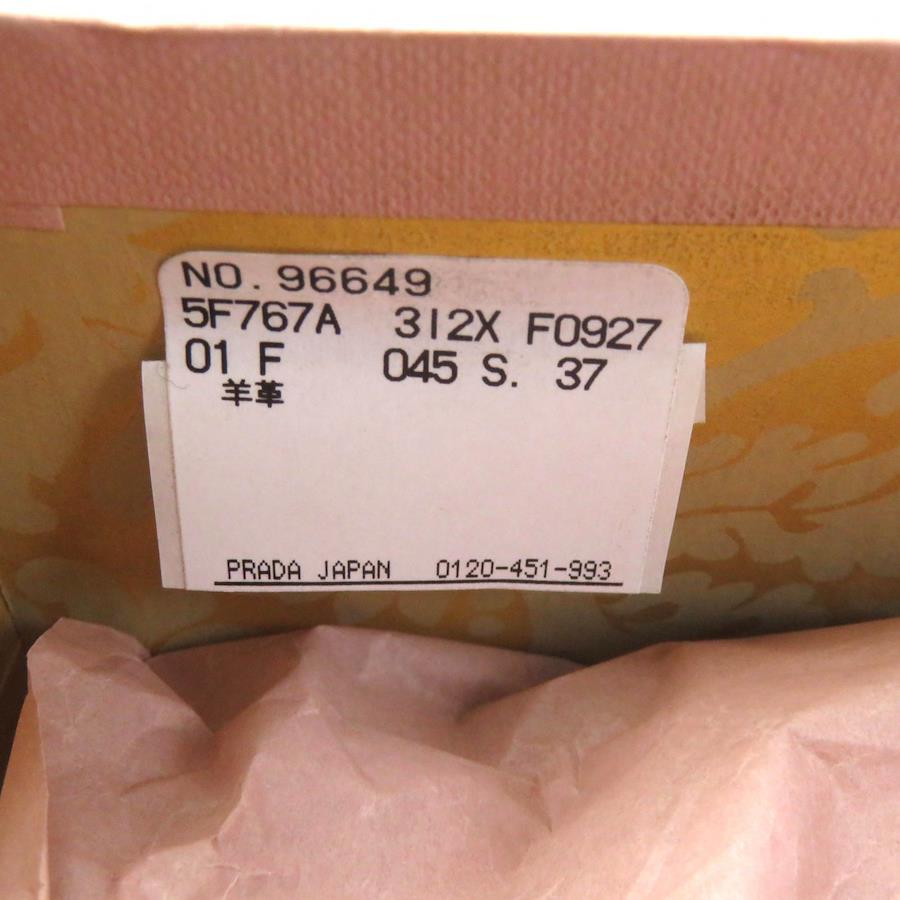 NO. 96649
5F767A 312X F0927
01 F 045 S. 37
羊革
PRADA JAPAN 0120-451-993